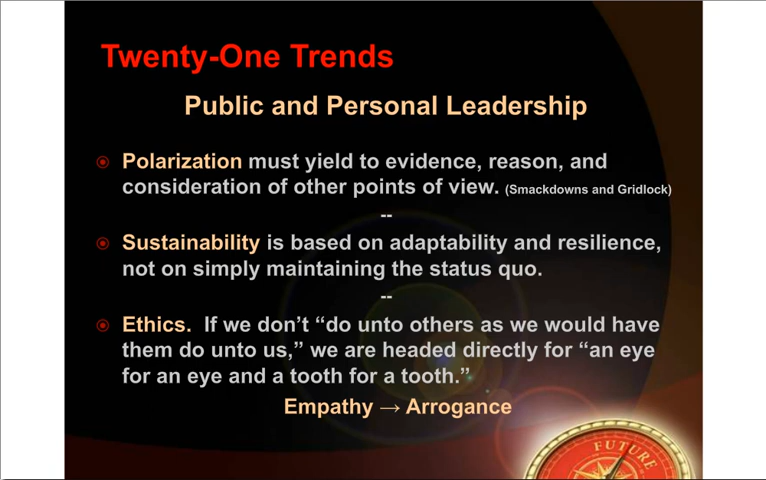 Twenty-One Trends
Public and Personal Leadership
Polarization must yield to evidence, reason, and
consideration of other points of view. (Smackdowns and Gridlock)
--
Sustainability is based on adaptability and resilience,
not on simply maintaining the status quo.
--
Ethics. If we don’t “do unto others as we would have
them do unto us,” we are headed directly for “an eye
for an eye and a tooth for a tooth.”
Empathy → Arrogance
FUTURE